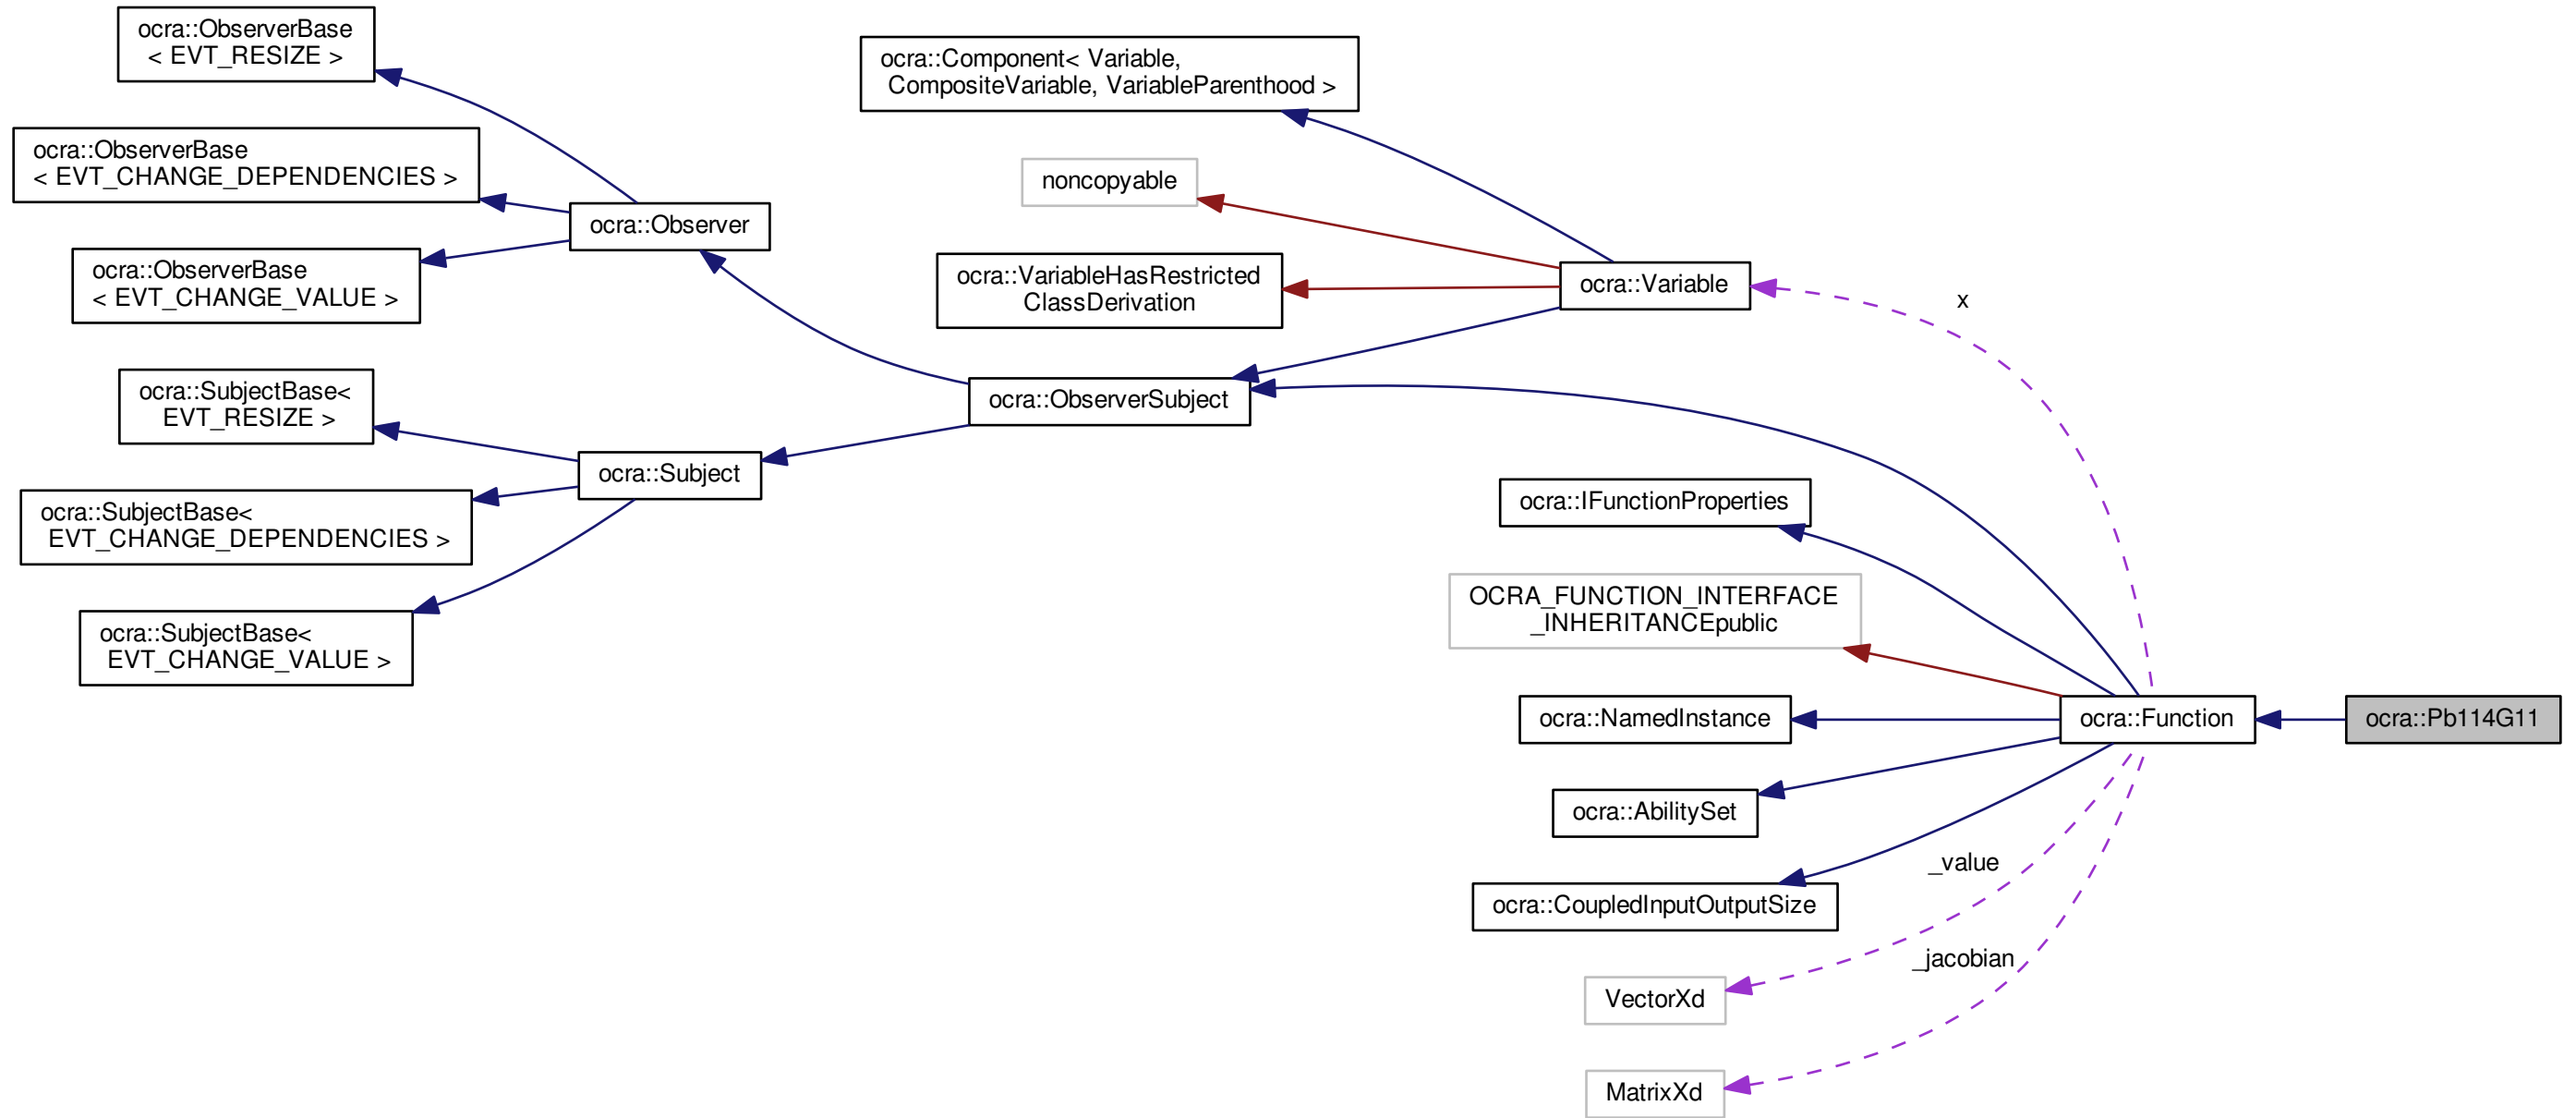 ocra::ObserverBase
< EVT_RESIZE >
ocra::ObserverBase
< EVT_CHANGE_DEPENDENCIES >
ocra::ObserverBase
< EVT_CHANGE_VALUE >
ocra::Observer
ocra::SubjectBase<
EVT_RESIZE >
ocra::SubjectBase<
EVT_CHANGE_DEPENDENCIES >
ocra::SubjectBase<
EVT_CHANGE_VALUE >
ocra::Subject
ocra::Component< Variable,
CompositeVariable, VariableParenthood >
noncopyable
ocra::VariableHasRestricted
ClassDerivation
ocra::ObserverSubject
ocra::Variable
x
ocra::IFunctionProperties
OCRA_FUNCTION_INTERFACE
_INHERITANCEpublic
ocra::NamedInstance
ocra::AbilitySet
ocra::CoupledInputOutputSize
VectorXd
MatrixXd
_value
_jacobian
ocra::Function
ocra::Pb114G11